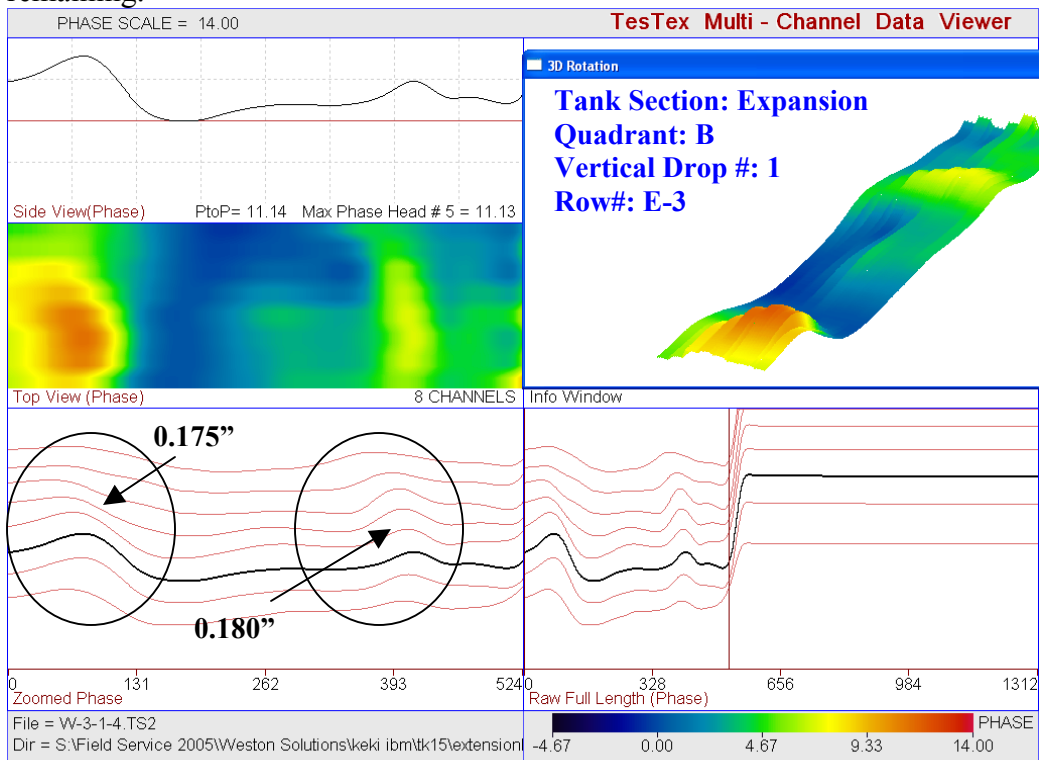 remaining.
PHASE SCALE = 14.00
TesTex Multi - Channel Data Viewer
3D Rotation
Tank Section: Expansion
Quadrant: B
Vertical Drop #: 1
Row#: E-3
Side View(Phase) PtoP= 11.14 Max Phase Head # 5 = 11.13
Top View (Phase) 8 CHANNELS
Info Window
0.175”
0.180”
0 131 262 393 524
Zoomed Phase
0 328 656 984 1312
Raw Full Length (Phase)
File = W-3-1-4.TS2
Dir = S:\Field Service 2005\Weston Solutions\keki ibm\tk15\extension
PHASE
-4.67 0.00 4.67 9.33 14.00